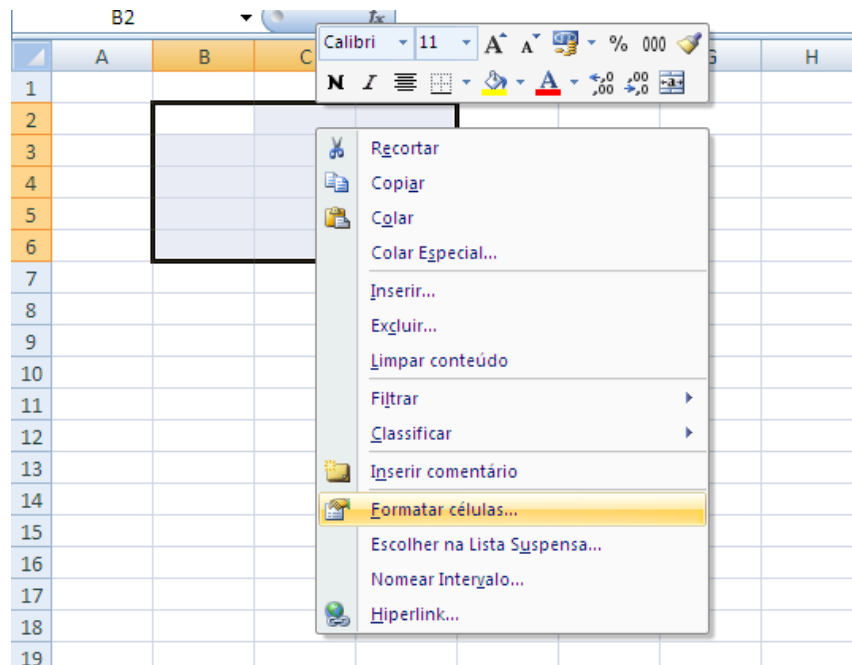 B2 fx
Calibri 11 A A % 000
A B C G H
N I A ,00 ,00 a
1
2
3
Recortar
4
Copiar
5
Colar
6
Colar Especial...
7
Inserir...
8
Excluir...
9
Limpar conteúdo
10
11
Filtrar
12
Classificar
13
Inserir comentário
14
Formatar células...
15
Escolher na Lista Suspensa...
16
Nomear Intervalo...
17
Hiperlink...
18
19